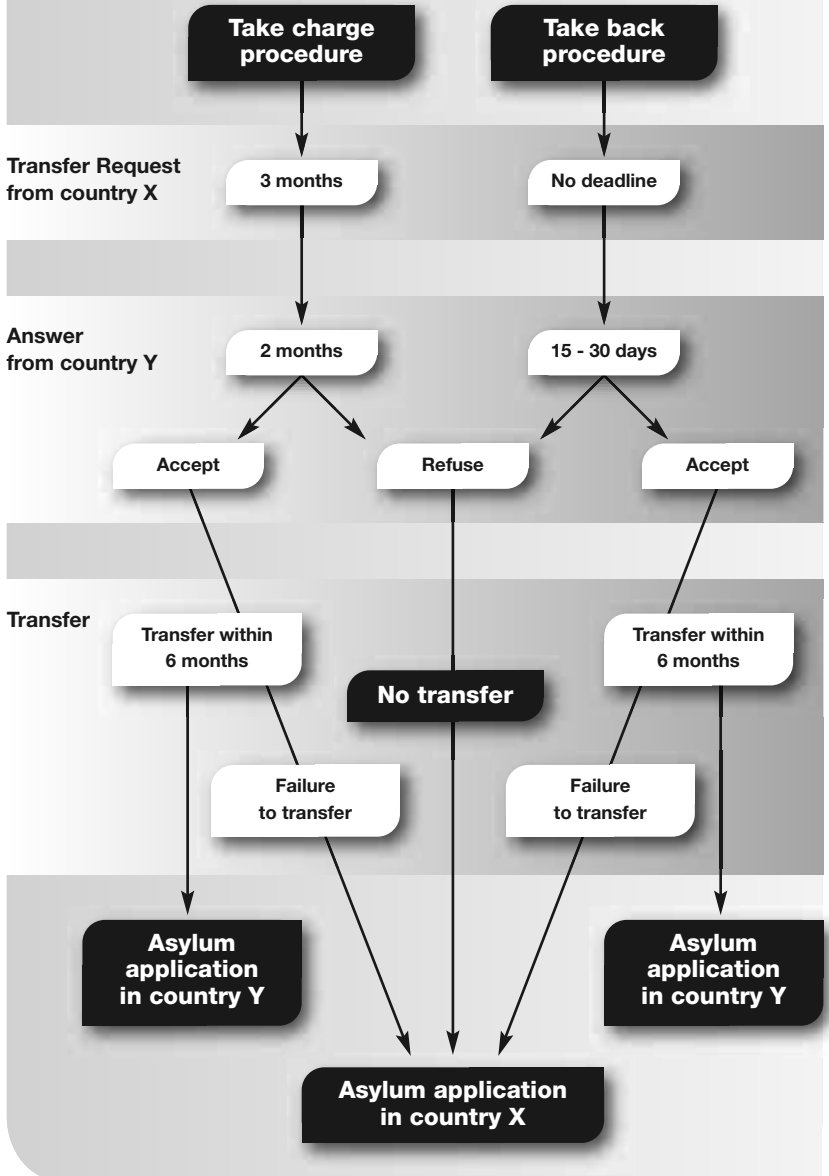 Take charge
procedure
Take back
procedure
Transfer Request
from country X
3 months
No deadline
Answer
from country Y
2 months
15 - 30 days
Accept
Refuse
Accept
Transfer
Transfer within
6 months
Transfer within
6 months
No transfer
Failure
to transfer
Failure
to transfer
Asylum
application
in country Y
Asylum
application
in country Y
Asylum application
in country X